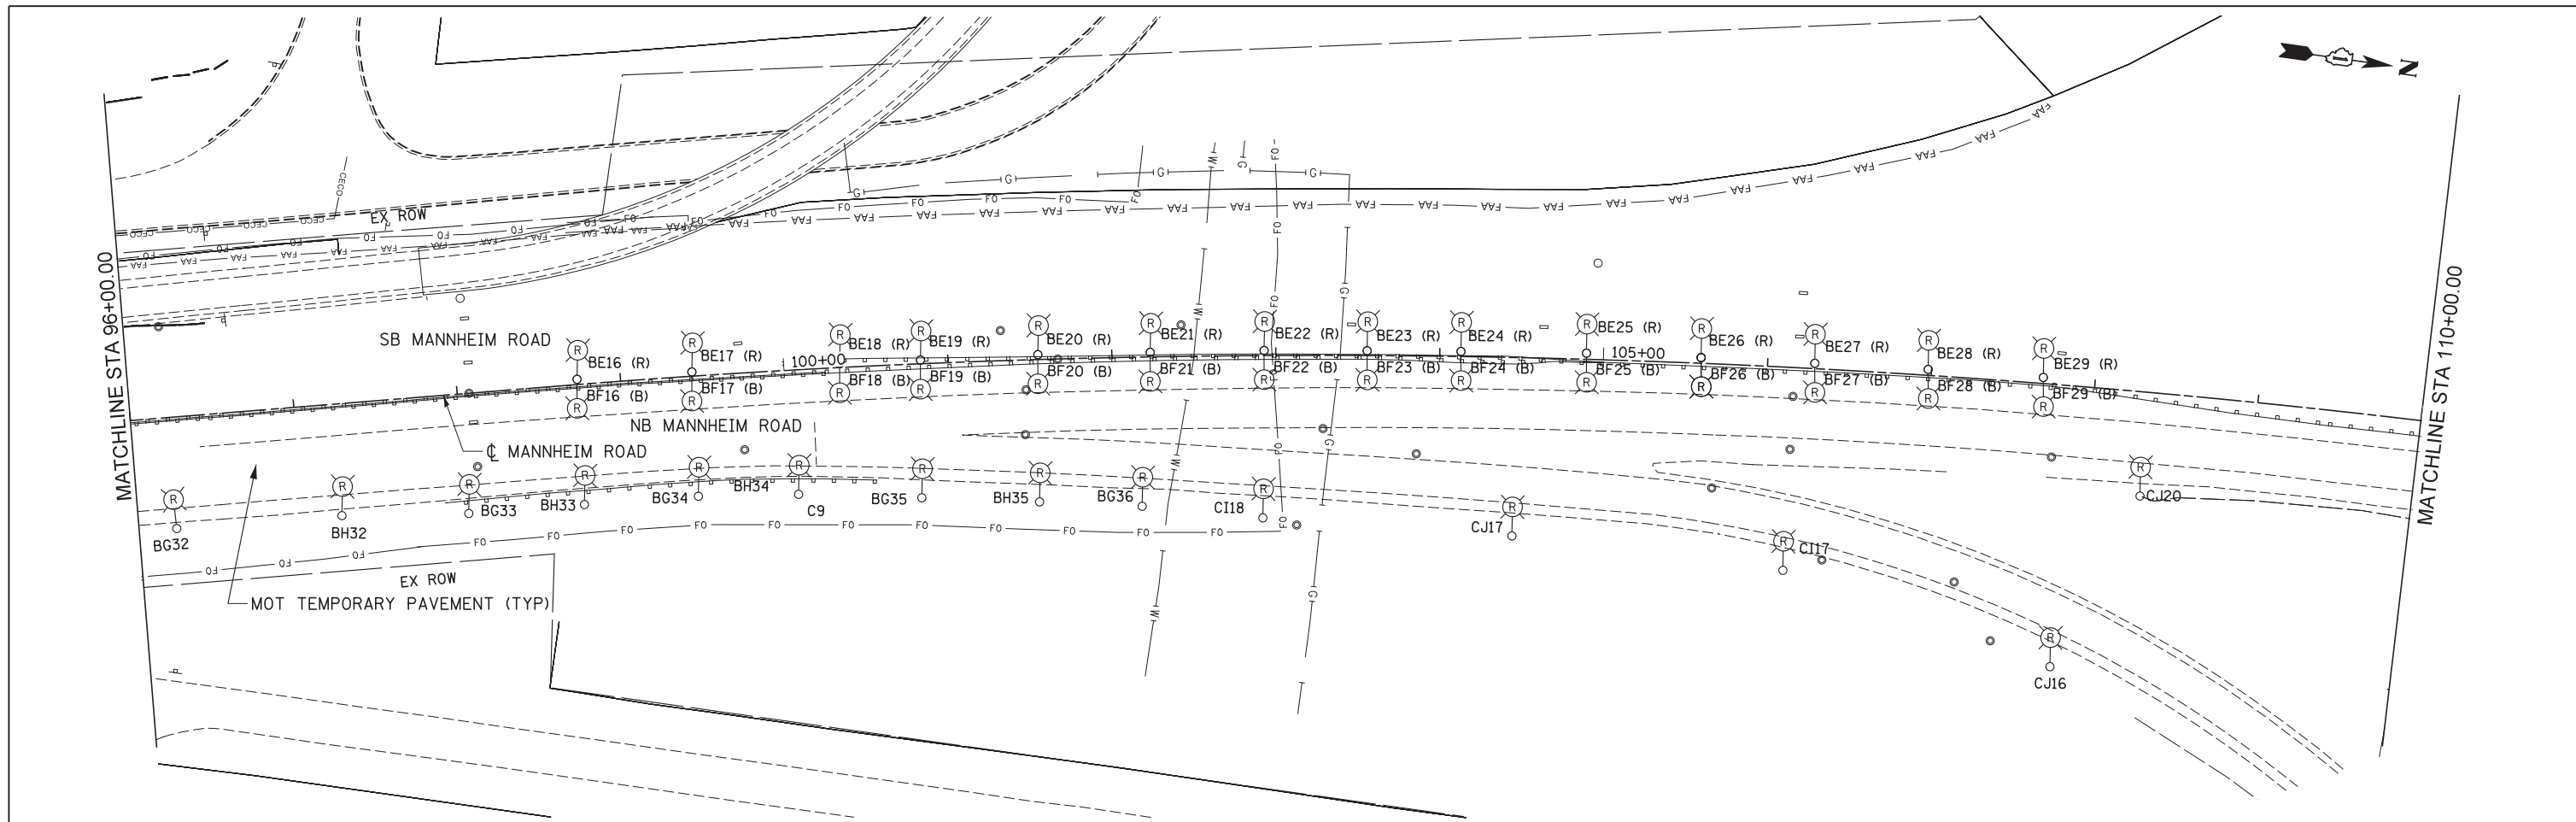 N
1
MATCHLINE STA 96+00.00
MATCHLINE STA 110+00.00
EX ROW
SB MANNHEIM ROAD
NB MANNHEIM ROAD
℄ MANNHEIM ROAD
100+00
105+00
BE16 (R)
BE17 (R)
BE18 (R)
BE19 (R)
BE20 (R)
BE21 (R)
BE22 (R)
BE23 (R)
BE24 (R)
BE25 (R)
BE26 (R)
BE27 (R)
BE28 (R)
BE29 (R)
BF16 (B)
BF17 (B)
BF18 (B)
BF19 (B)
BF20 (B)
BF21 (B)
BF22 (B)
BF23 (B)
BF24 (B)
BF25 (B)
BF26 (B)
BF27 (B)
BF28 (B)
BF29 (B)
BG32
BH32
BG33
BH33
BG34
BH34
C9
BG35
BH35
BG36
CI18
CJ17
CI17
CJ20
CJ16
EX ROW
MOT TEMPORARY PAVEMENT (TYP)
CECO
FO
FAA
G
W
R